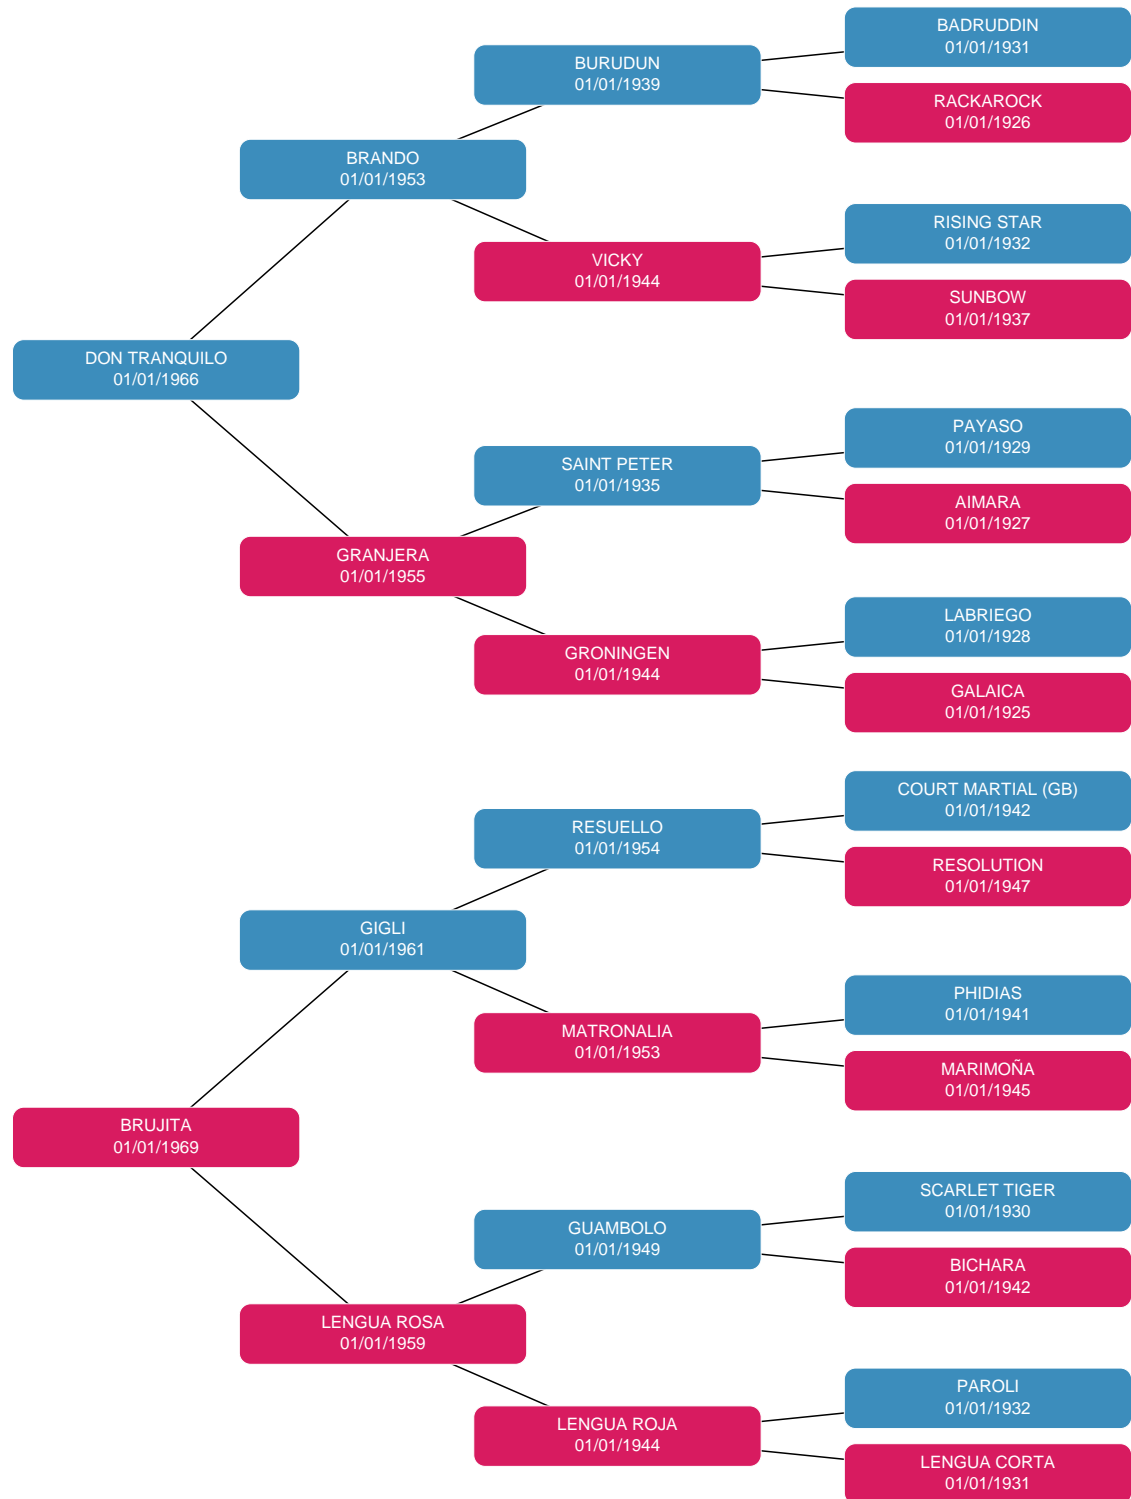 BADRUDDIN
01/01/1931
BURUDUN
01/01/1939
RACKAROCK
01/01/1926
BRANDO
01/01/1953
RISING STAR
01/01/1932
VICKY
01/01/1944
SUNBOW
01/01/1937
DON TRANQUILO
01/01/1966
PAYASO
01/01/1929
SAINT PETER
01/01/1935
AIMARA
01/01/1927
GRANJERA
01/01/1955
LABRIEGO
01/01/1928
GRONINGEN
01/01/1944
GALAICA
01/01/1925
COURT MARTIAL (GB)
01/01/1942
RESUELLO
01/01/1954
RESOLUTION
01/01/1947
GIGLI
01/01/1961
PHIDIAS
01/01/1941
MATRONALIA
01/01/1953
MARIMOÑA
01/01/1945
BRUJITA
01/01/1969
SCARLET TIGER
01/01/1930
GUAMBOLO
01/01/1949
BICHARA
01/01/1942
LENGUA ROSA
01/01/1959
PAROLI
01/01/1932
LENGUA ROJA
01/01/1944
LENGUA CORTA
01/01/1931